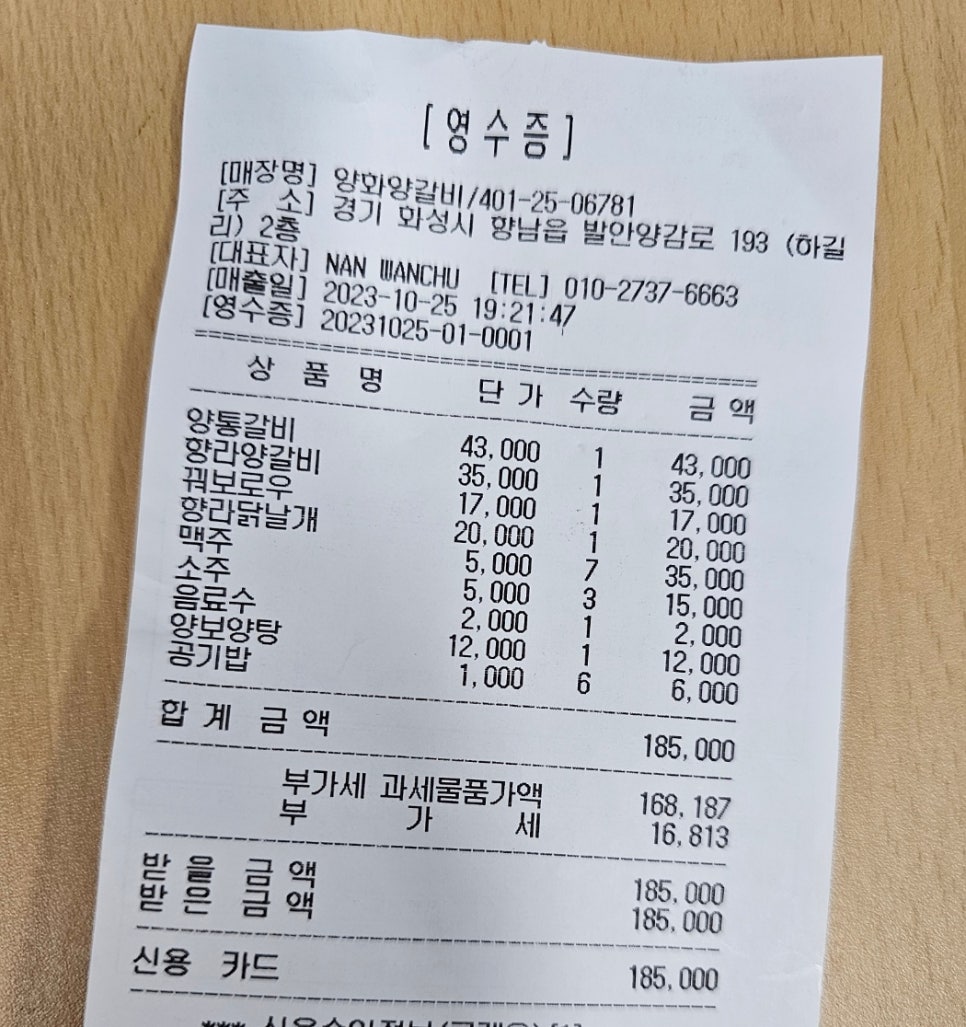 [영수증]
[매장명] 양화양갈비/401-25-06781
[주 소] 경기 화성시 향남읍 발안양감로 193 (하길
리) 2층
[대표자] NAN WANCHU [TEL] 010-2737-6663
[매출일] 2023-10-25 19:21:47
[영수증] 20231025-01-0001
상 품 명 단 가 수량 금 액
양통갈비 43,000 1 43,000
향라양갈비 35,000 1 35,000
꿔보로우 17,000 1 17,000
향라닭날개 20,000 1 20,000
맥주 5,000 7 35,000
소주 5,000 3 15,000
음료수 2,000 1 2,000
양보양탕 12,000 1 12,000
공기밥 1,000 6 6,000
합 계 금 액 185,000
부가세 과세물품가액 168,187
부 가 세 16,813
받 을 금 액 185,000
받 은 금 액 185,000
신용 카드 185,000